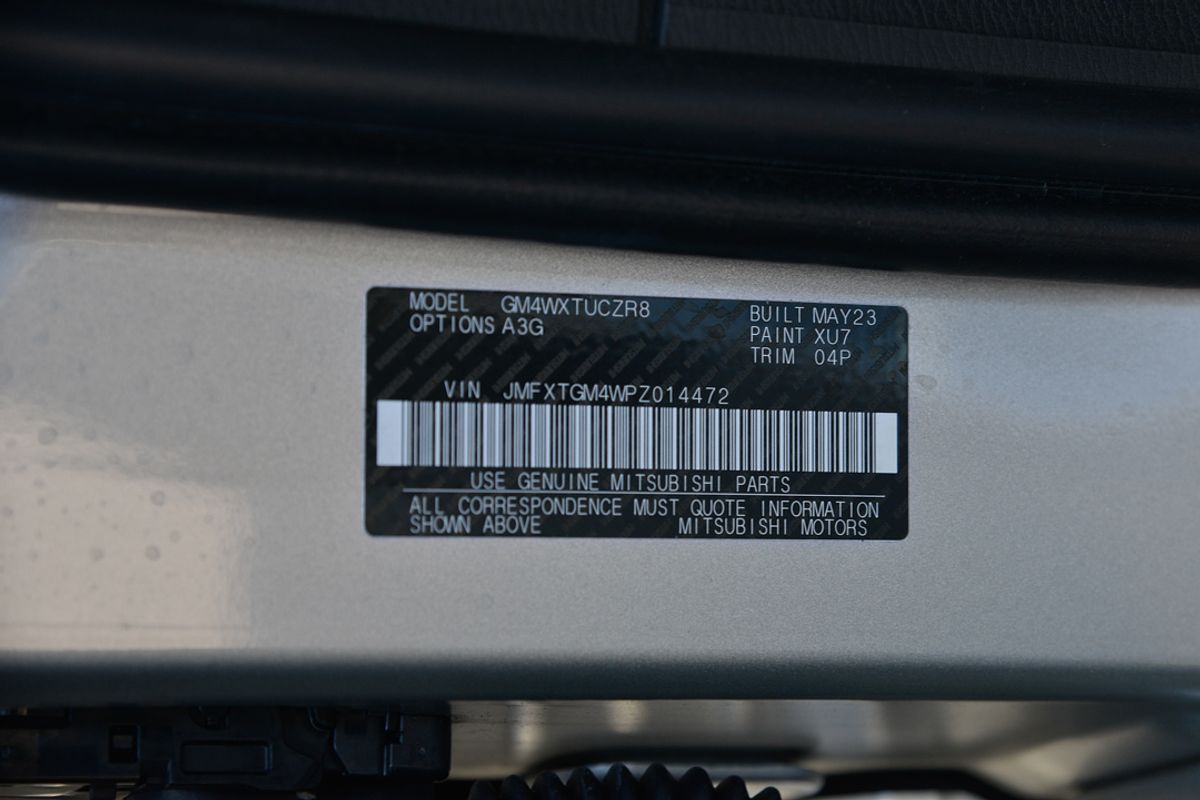 MODEL GM4WXTUCZR8 BUILT MAY23
OPTIONS A3G PAINT XU7
TRIM 04P
VIN JMFXTGM4WPZ014472
USE GENUINE MITSUBISHI PARTS
ALL CORRESPONDENCE MUST QUOTE INFORMATION
SHOWN ABOVE MITSUBISHI MOTORS